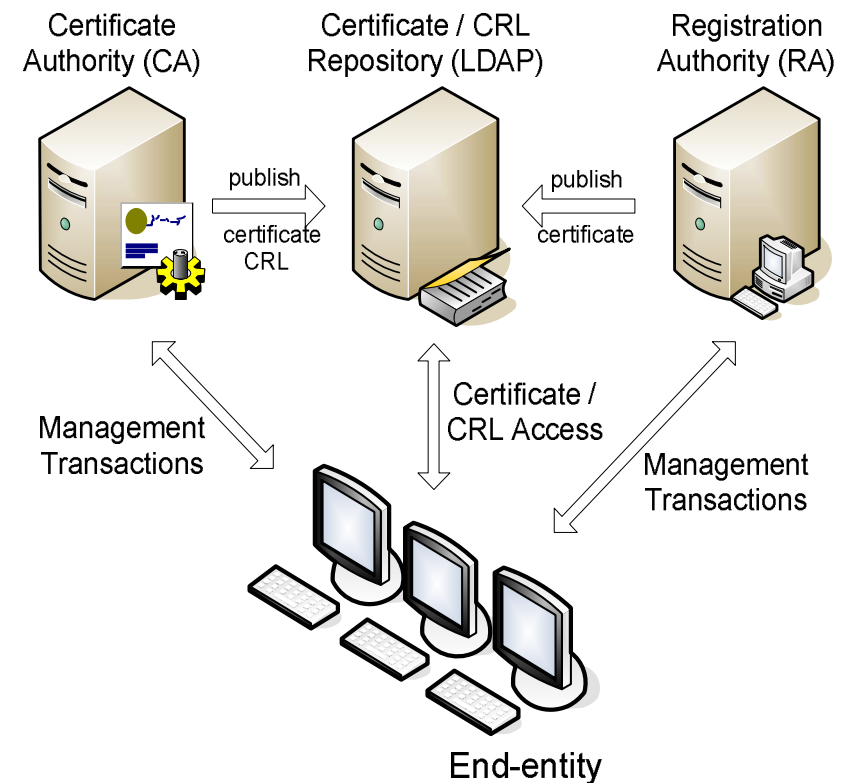 Certificate
Authority (CA)
Certificate / CRL
Repository (LDAP)
Registration
Authority (RA)
publish
certificate
CRL
publish
certificate
Certificate /
CRL Access
Management
Transactions
Management
Transactions
End-entity